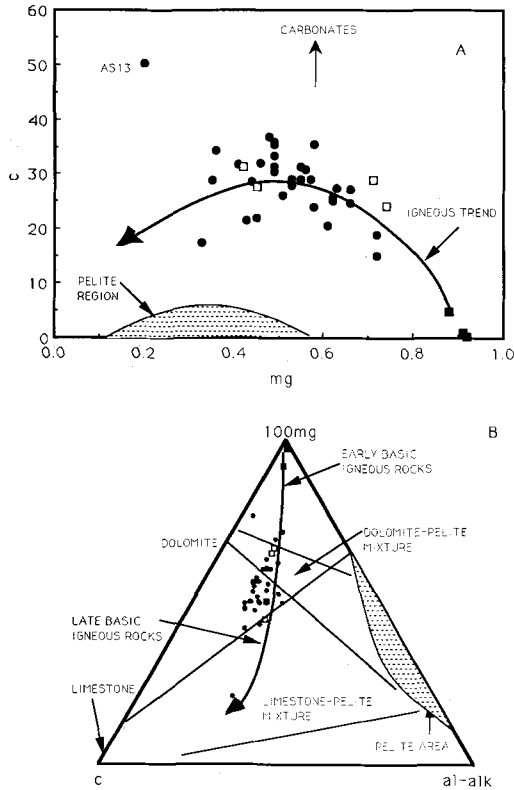 60
50
40
30
20
10
0
c
AS13
CARBONATES
A
IGNEOUS TREND
PELITE
REGION
0.0
0.2
0.4
0.6
0.8
1.0
mg
B
100mg
EARLY BASIC
IGNEOUS ROCKS
DOLOMITE
DOLOMITE-PELITE
MIXTURE
LATE BASIC
IGNEOUS ROCKS
LIMESTONE
LIMESTONE-PELITE
MIXTURE
PELITE AREA
c
al-alk